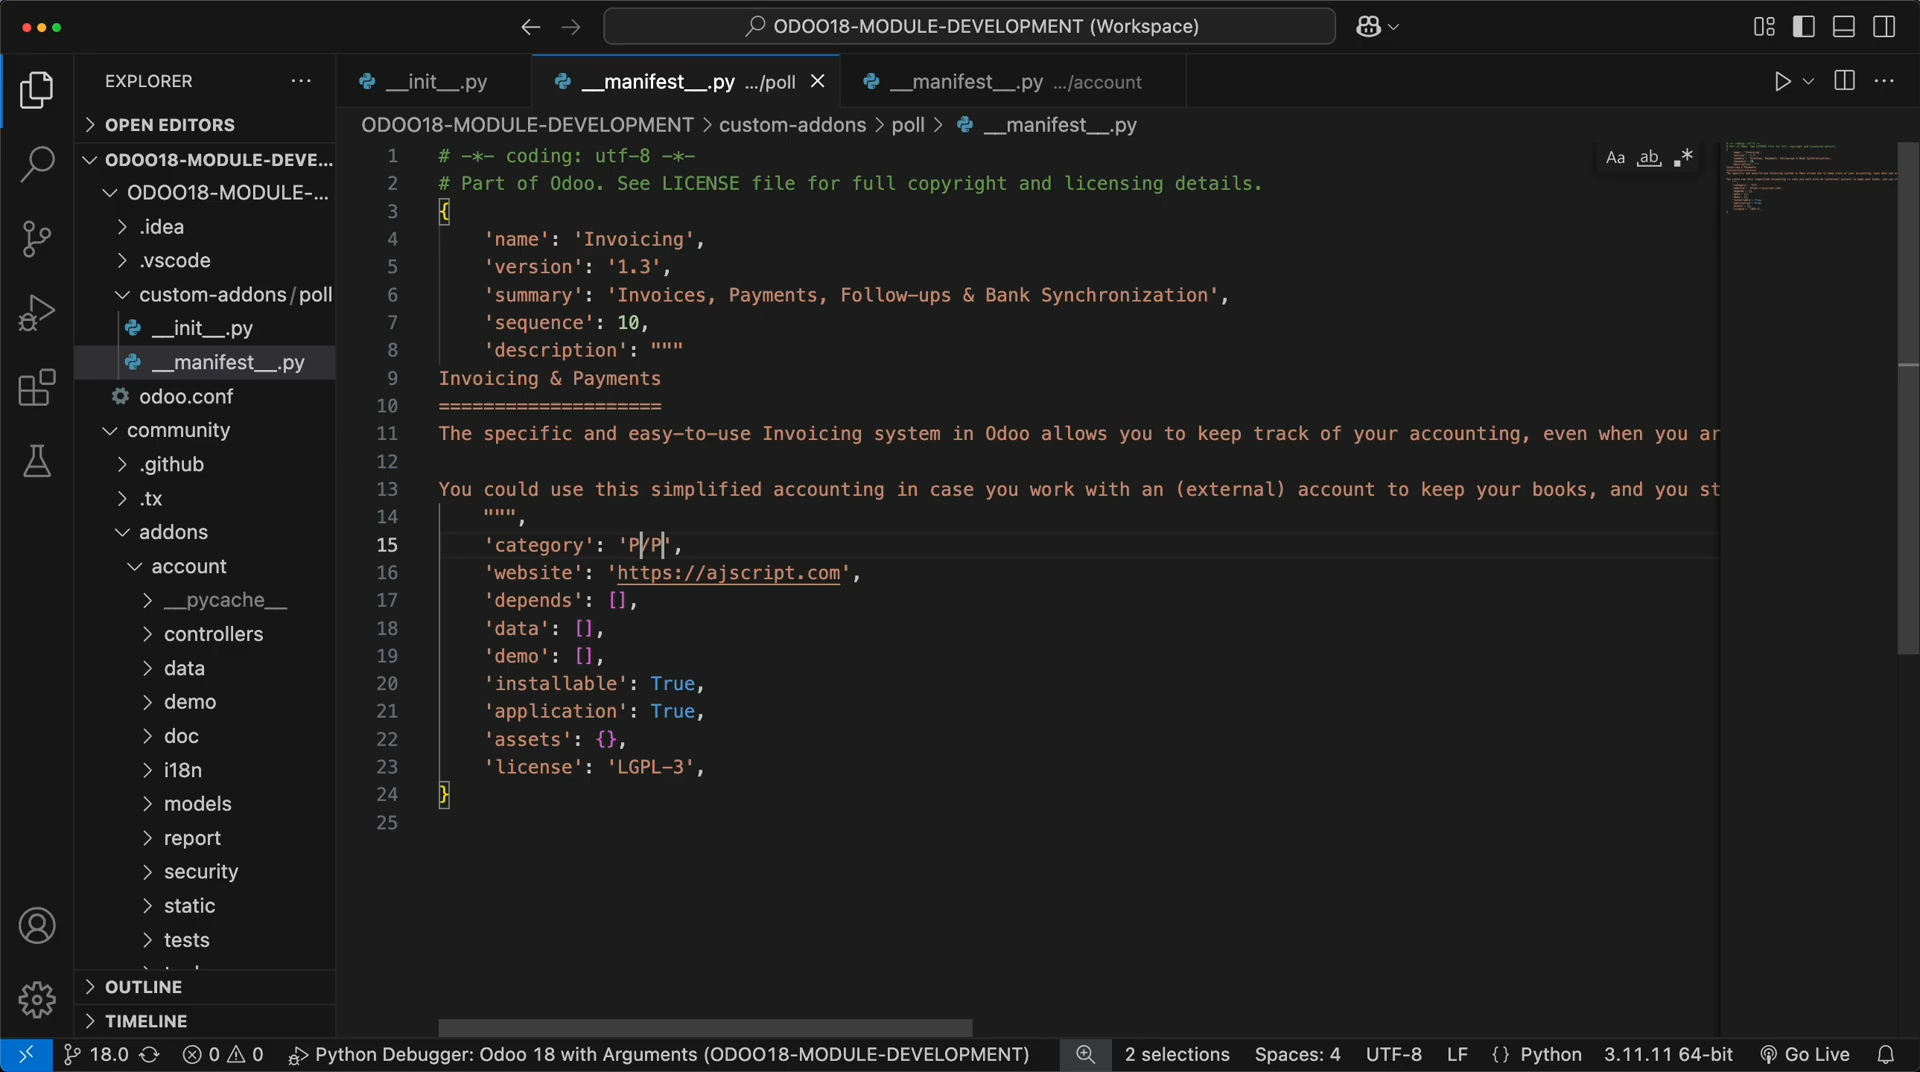 ODOO18-MODULE-DEVELOPMENT (Workspace)
EXPLORER
OPEN EDITORS
ODOO18-MODULE-DEVE...
ODOO18-MODULE-...
.idea
.vscode
custom-addons/poll
__init__.py
__manifest__.py
odoo.conf
community
.github
.tx
addons
account
__pycache__
controllers
data
demo
doc
i18n
models
report
security
static
tests
OUTLINE
TIMELINE
__init__.py
__manifest__.py .../poll
__manifest__.py .../account
ODOO18-MODULE-DEVELOPMENT > custom-addons > poll > __manifest__.py
Aa ab .*
1 # -*- coding: utf-8 -*-
2 # Part of Odoo. See LICENSE file for full copyright and licensing details.
3 {
4 'name': 'Invoicing',
5 'version': '1.3',
6 'summary': 'Invoices, Payments, Follow-ups & Bank Synchronization',
7 'sequence': 10,
8 'description': """
9 Invoicing & Payments
10 ====================
11 The specific and easy-to-use Invoicing system in Odoo allows you to keep track of your accounting, even when you ar
12
13 You could use this simplified accounting in case you work with an (external) account to keep your books, and you st
14 """,
15 'category': 'P/P',
16 'website': 'https://ajscript.com',
17 'depends': [],
18 'data': [],
19 'demo': [],
20 'installable': True,
21 'application': True,
22 'assets': {},
23 'license': 'LGPL-3',
24 }
25
18.0 0 0 Python Debugger: Odoo 18 with Arguments (ODOO18-MODULE-DEVELOPMENT) 2 selections Spaces: 4 UTF-8 LF {} Python 3.11.11 64-bit Go Live